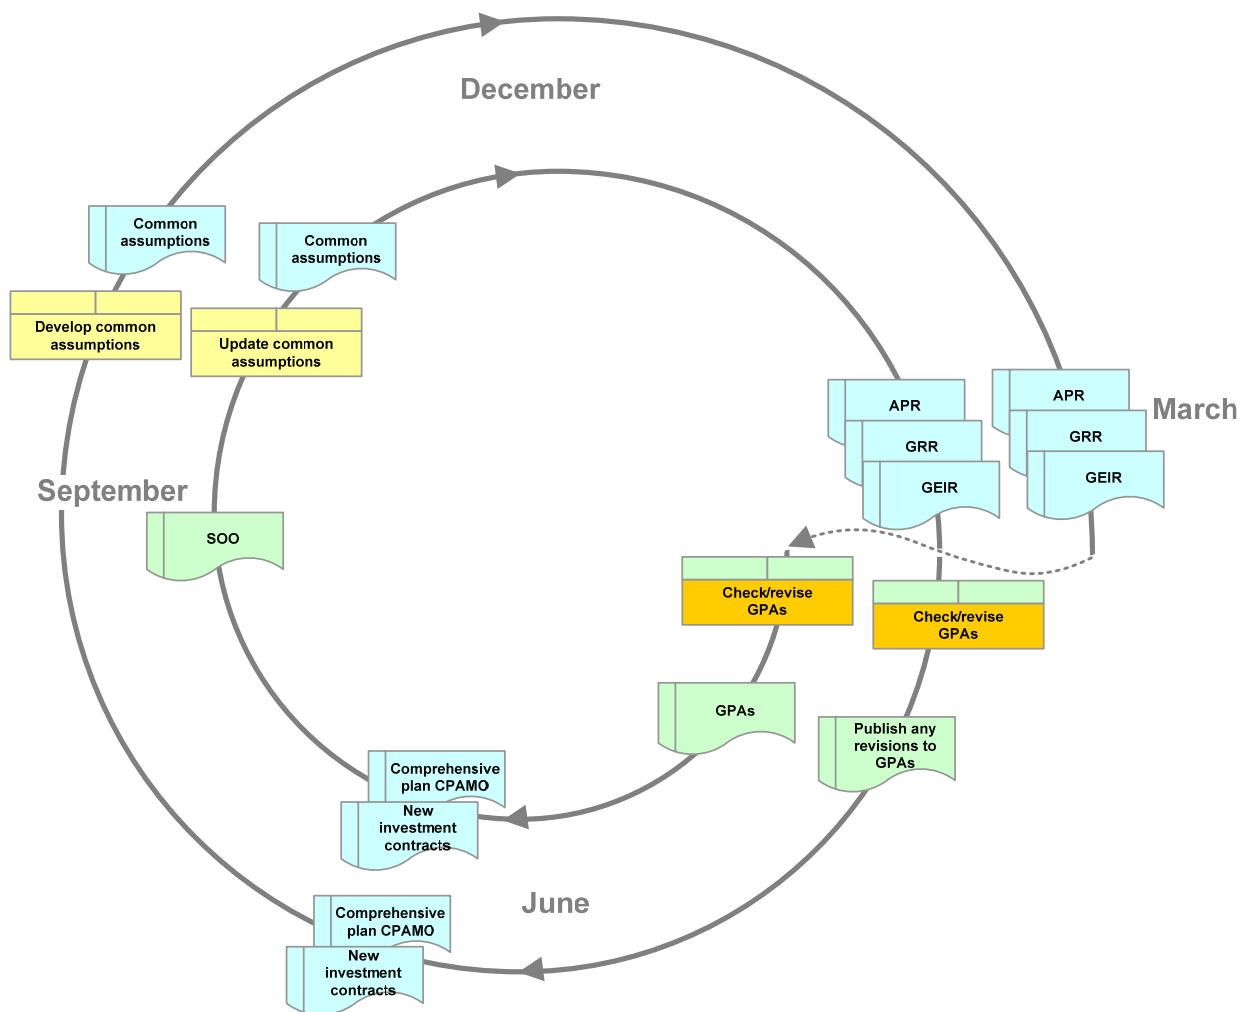 December
Common
assumptions
Common
assumptions
Develop common
assumptions
Update common
assumptions
APR
GRR
GEIR
APR
GRR
GEIR
March
September
SOO
Check/revise
GPAs
Check/revise
GPAs
GPAs
Publish any
revisions to
GPAs
Comprehensive
plan CPAMO
New
investment
contracts
June
Comprehensive
plan CPAMO
New
investment
contracts